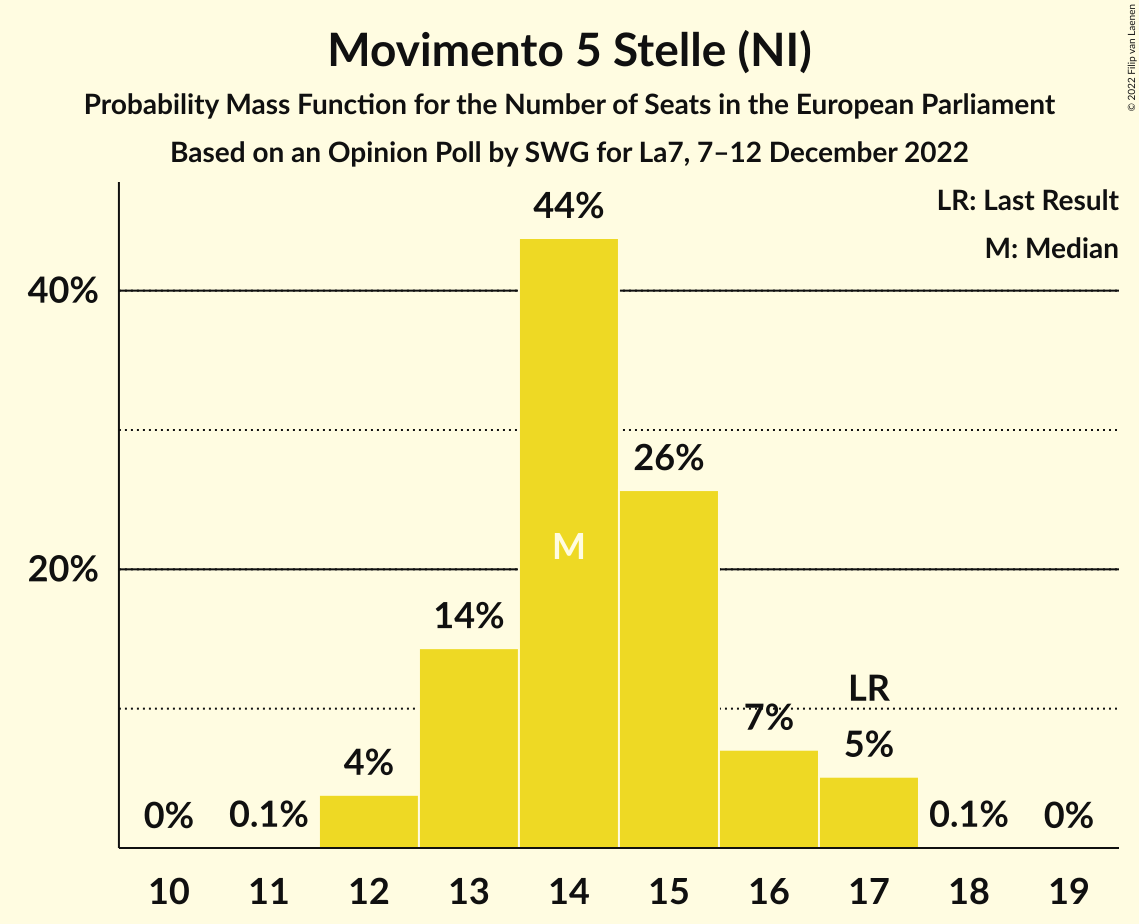 Movimento 5 Stelle (NI)
Probability Mass Function for the Number of Seats in the European Parliament
Based on an Opinion Poll by SWG for La7, 7–12 December 2022
© 2022 Filip van Laenen
LR: Last Result
M: Median
44%
40%
26%
M
20%
14%
LR
7%
5%
4%
0%
0.1%
0.1%
0%
10 11 12 13 14 15 16 17 18 19